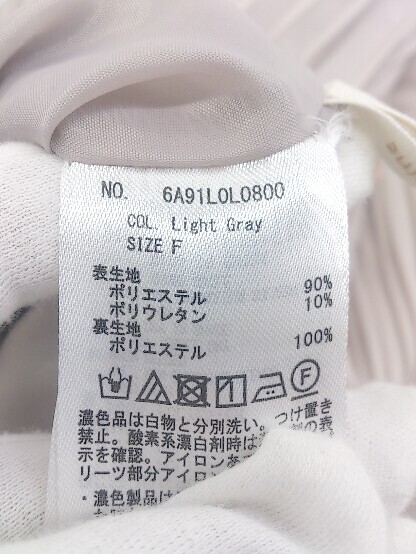 NO. 6A91L0L0800
COL. Light Gray
SIZE F
表生地
ポリエステル 90%
ポリウレタン 10%
裏生地
ポリエステル 100%
濃色品は白物と分別洗い。つけ置き
禁止。酸素系漂白剤時は の表
示を確認。アイロンあ
リーツ部分アイロ
・濃色製品は